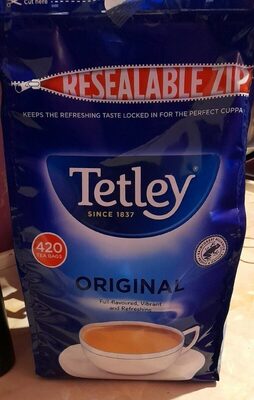 Cut here
RESEALABLE ZIP
KEEPS THE REFRESHING TASTE LOCKED IN FOR THE PERFECT CUPPA
Tetley
SINCE 1837
420
TEA BAGS
ORIGINAL
Full-flavoured, Vibrant
and Refreshing